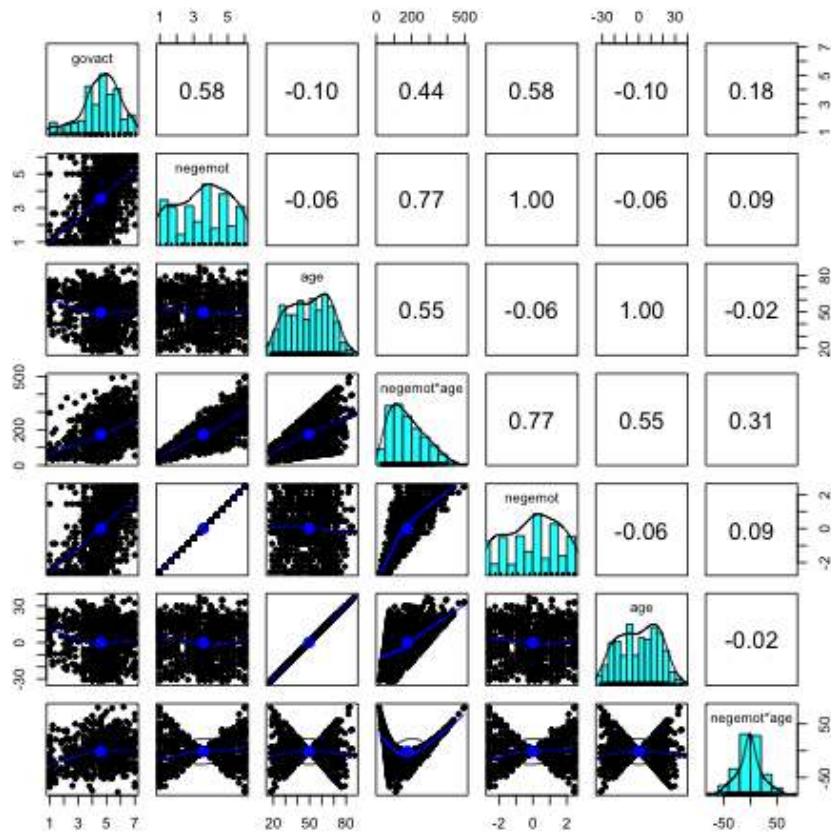 1 3 5 0 200 500 -30 0 30
govact 0.58 -0.10 0.44 0.58 -0.10 0.18 1 3 5 7
1 3 5 negemot -0.06 0.77 1.00 -0.06 0.09
age 0.55 -0.06 1.00 -0.02 20 50 80
0 200 500 negemot*age 0.77 0.55 0.31
negemot -0.06 0.09 -2 0 2
-30 0 30 age -0.02
negemot*age -50 50
1 2 3 4 5 7 20 40 60 80 -2 0 1 2 -50 0 50